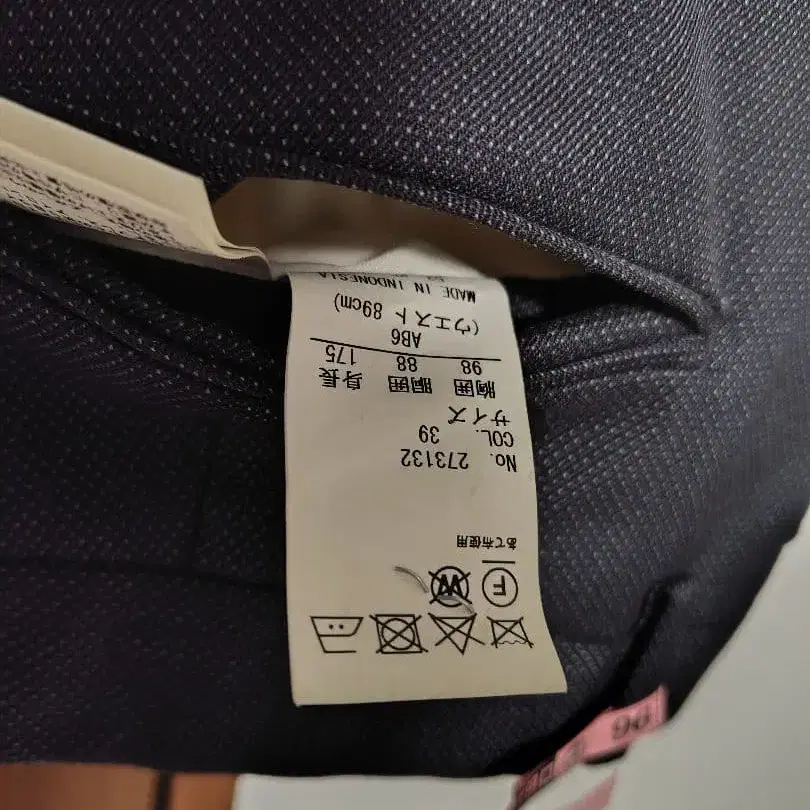 F W
あて布使用
No. 273132
COL. 39
サイズ
胸囲 胴囲 身長
98 88 175
AB6
(ウエスト 89cm)
MADE IN INDONESIA
96